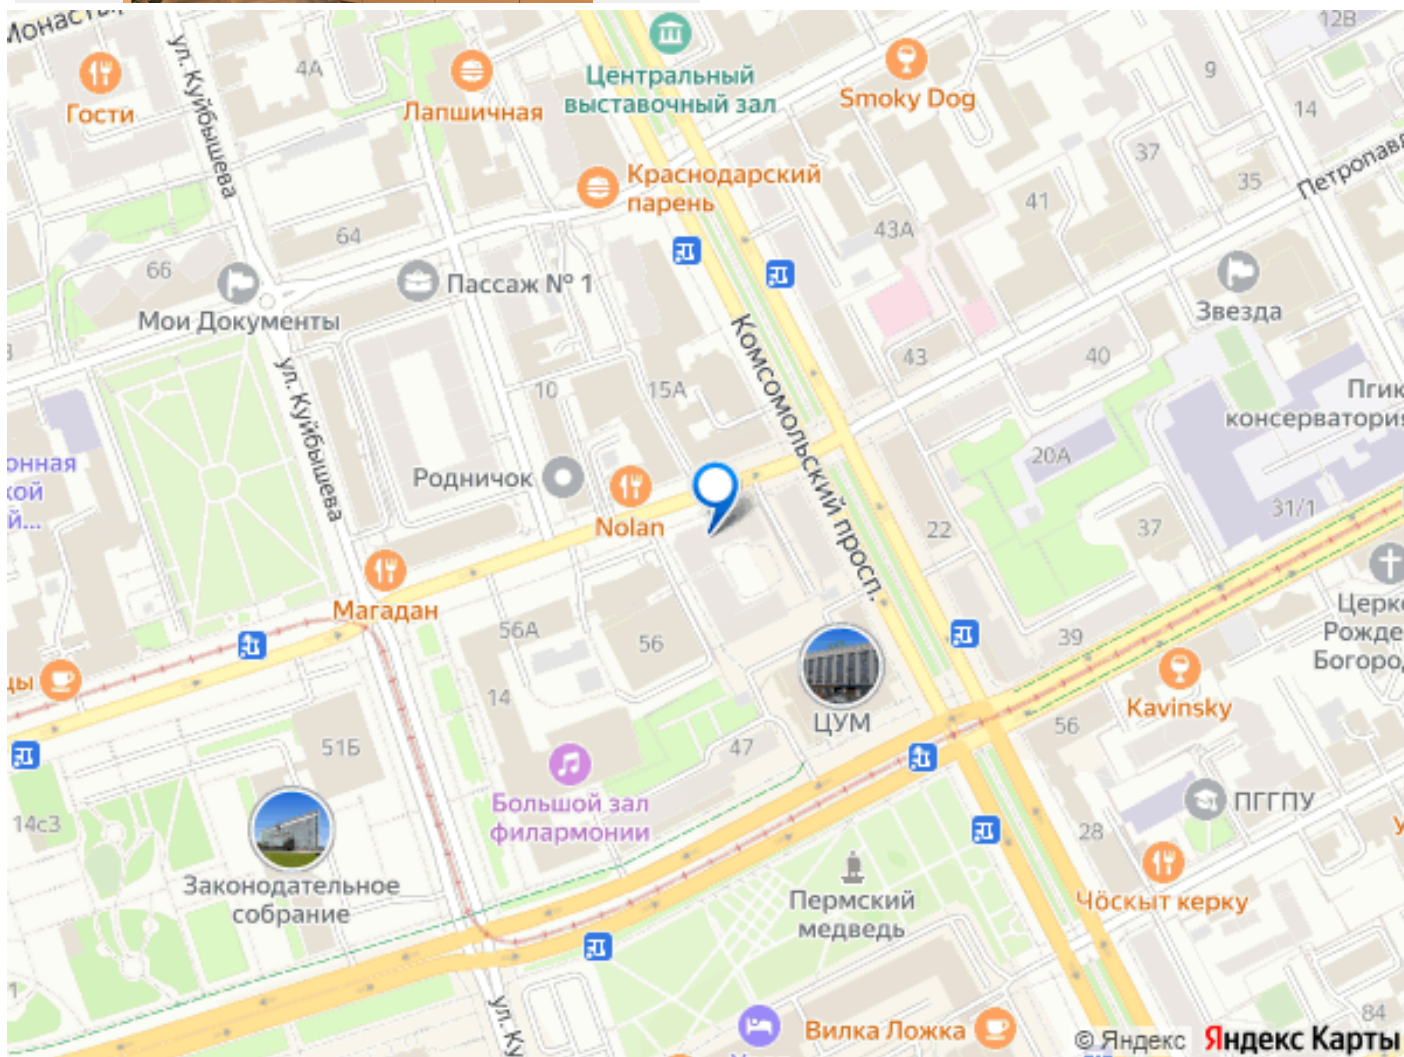 12В
ул. Куйбышева
4А
Гости
Лапшичная
Центральный
выставочный зал
Smoky Dog
9
14
37
35
Краснодарский
парень
41
43А
64
66
Мои Документы
Пассаж № 1
Звезда
ул. Куйбышева
Комсомольский просп.
43
40
10
15А
консерватория
20А
Родничок
Nolan
22
37
31/1
Магадан
56А
56
39
14
ЦУМ
Kavinsky
51Б
47
56
Большой зал
филармонии
14с3
ПГГПУ
28
Законодательное
собрание
Пермский
медведь
Чӧскыт керку
Вилка Ложка
84
© Яндекс Яндекс Карты